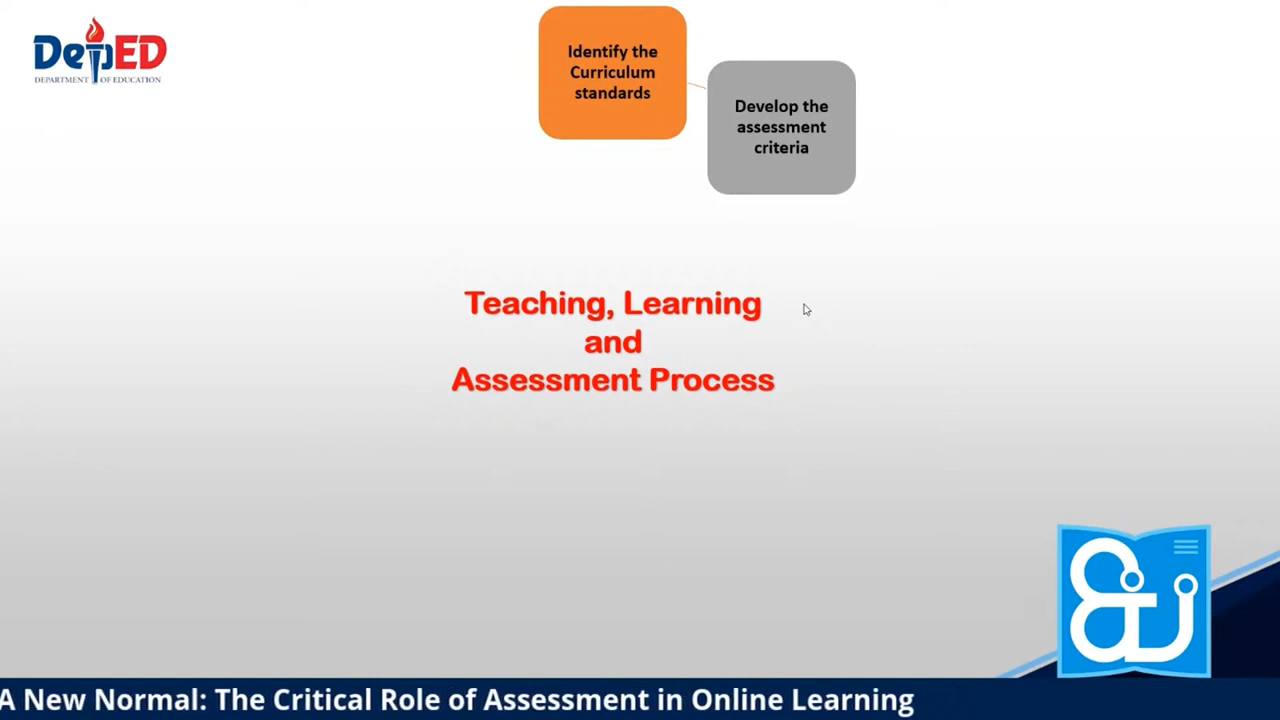 DepED
DEPARTMENT OF EDUCATION
Identify the
Curriculum
standards
Develop the
assessment
criteria
Teaching, Learning
and
Assessment Process
A New Normal: The Critical Role of Assessment in Online Learning